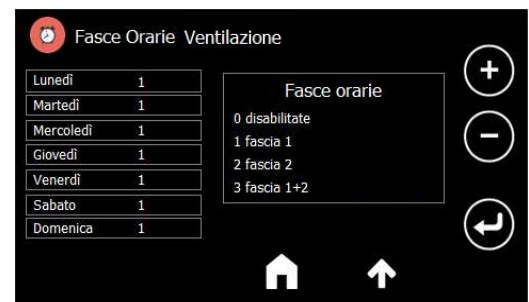 Fasce Orarie Ventilazione
Lunedì 1
Martedì 1
Mercoledì 1
Giovedì 1
Venerdì 1
Sabato 1
Domenica 1
Fasce orarie
0 disabilitate
1 fascia 1
2 fascia 2
3 fascia 1+2